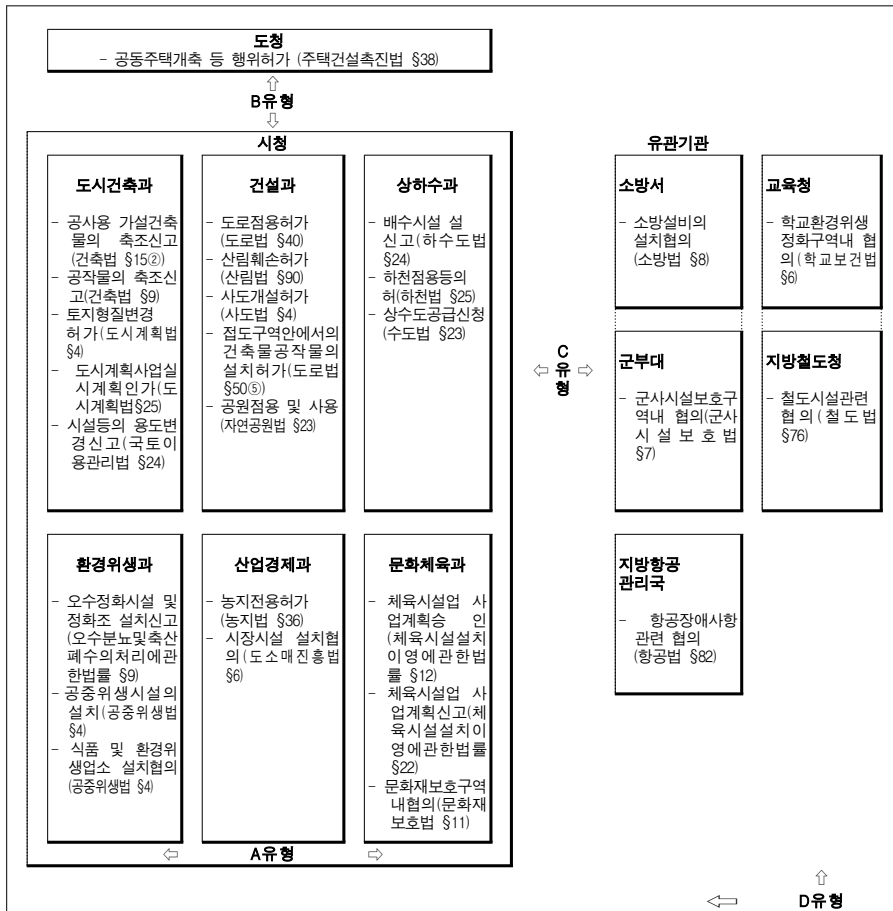 도청
- 공동주택개축 등 행위허가 (주택건설촉진법 §38)
B유형
시청
도시건축과
- 공사용 가설건축
물의 축조신고
(건축법 §15②)
- 공작물의 축조신
고(건축법 §9)
- 토지형질변경
허가(도시계획법
§4)
- 도시계획사업실
시계획인가(도
시계획법§25)
- 시설등의 용도변
경신고(국토이
용관리법 §24)
건설과
- 도로점용허가
(도로법 §40)
- 산림훼손허가
(산림법 §90)
- 사도개설허가
(사도법 §4)
- 접도구역안에서의
건축물공작물의
설치허가(도로법
§50⑤)
- 공원점용 및 사용
(자연공원법 §23)
상하수과
- 배수시설 설
신고(하수도법
§24)
- 하천점용등의
허(하천법 §25)
- 상수도공급신청
(수도법 §23)
환경위생과
- 오수정화시설 및
정화조 설치신고
(오수분뇨및축산
폐수의처리에관
한법률 §9)
- 공중위생시설의
설치(공중위생법
§4)
- 식품 및 환경위
생업소 설치협의
(공중위생법 §4)
산업경제과
- 농지전용허가
(농지법 §36)
- 시장시설 설치협
의(도소매진흥법
§6)
문화체육과
- 체육시설업 사
업계획승 인
(체육시설설치
이영에관한법
률 §12)
- 체육시설업 사
업계획신고(체
육시설설치이
영에관한법률
§22)
- 문화재보호구역
내협의(문화재
보호법 §11)
A유형
C
유
형
유관기관
소방서
- 소방설비의
설치협의
(소방법 §8)
교육청
- 학교환경위생
정화구역내 협
의(학교보건법
§6)
군부대
- 군사시설보호구
역내 협의(군사
시 설 보 호 법
§7)
지방철도청
- 철도시설관련
협의(철도법
§76)
지방항공
관리국
- 항공장애사항
관련 협의
(항공법 §82)
D유형